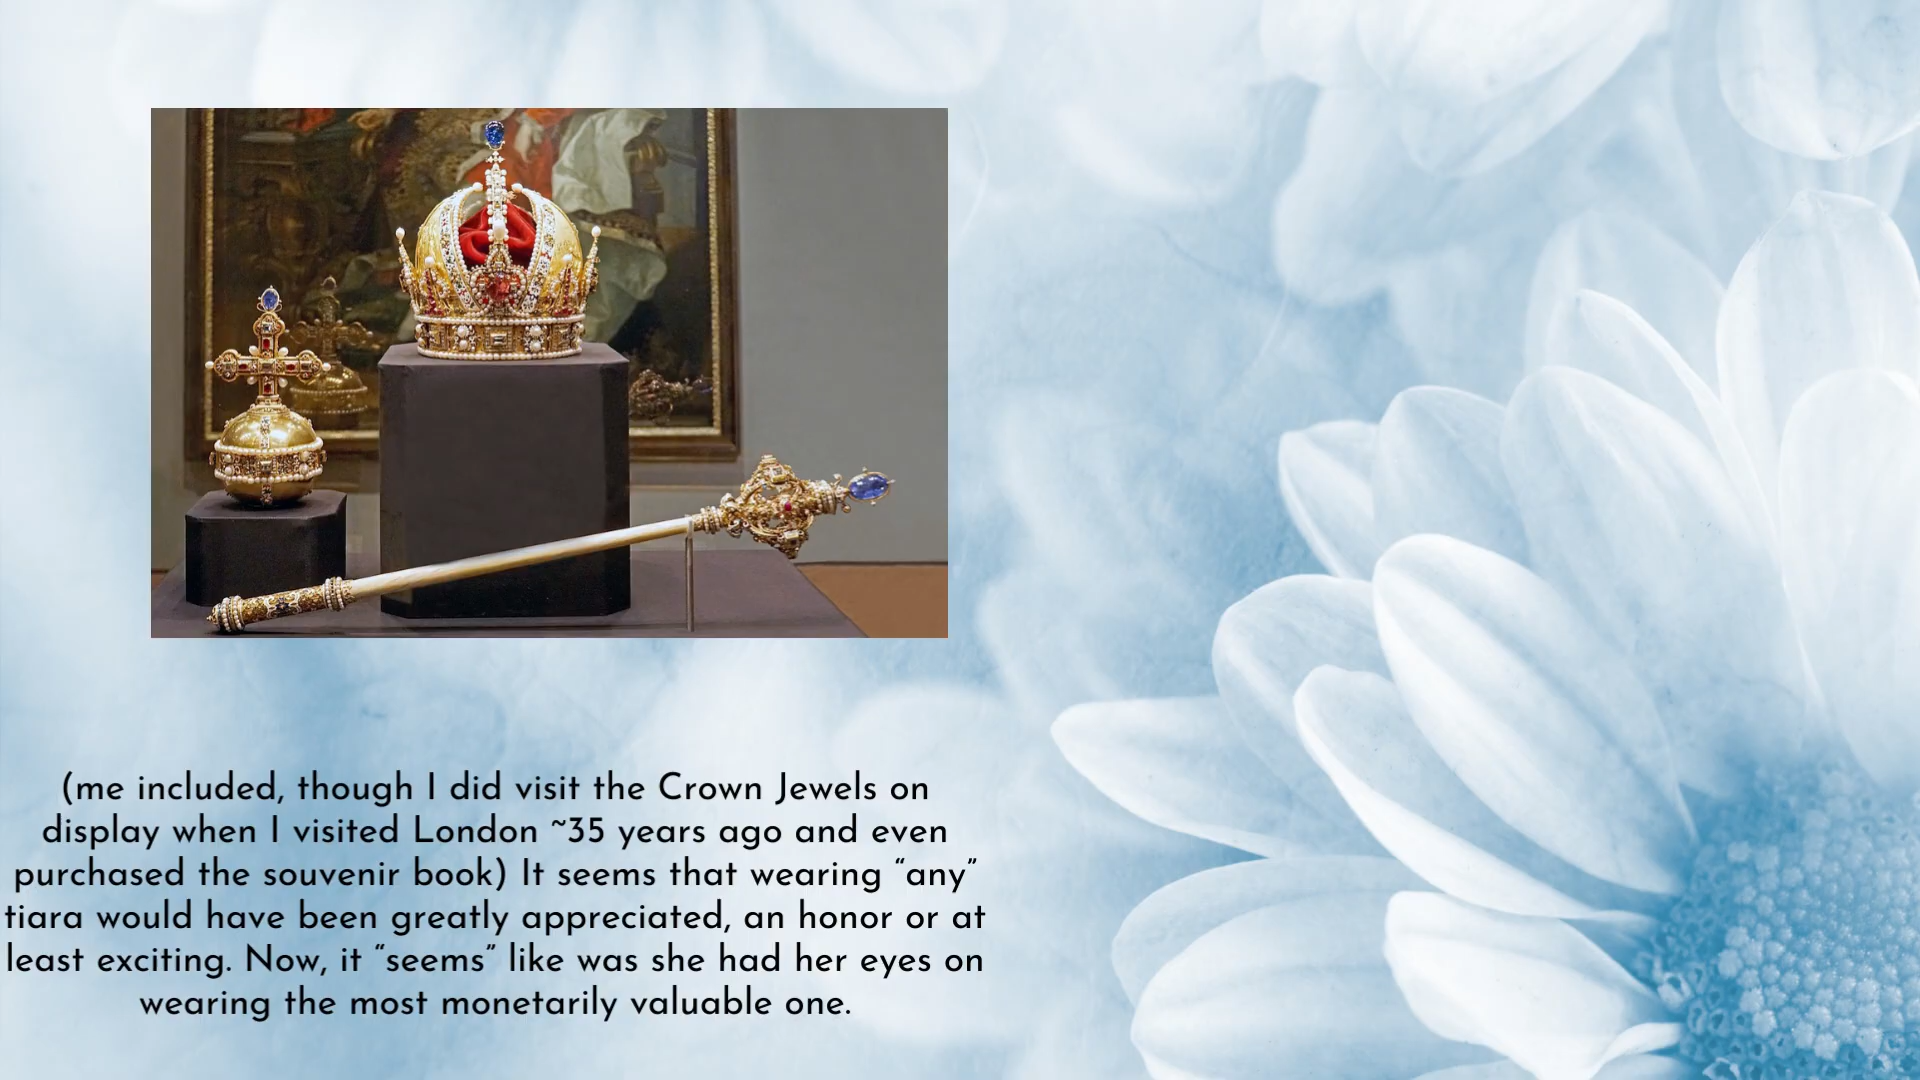 (me included, though I did visit the Crown Jewels on
display when I visited London ~35 years ago and even
purchased the souvenir book) It seems that wearing “any”
tiara would have been greatly appreciated, an honor or at
least exciting. Now, it “seems” like was she had her eyes on
wearing the most monetarily valuable one.